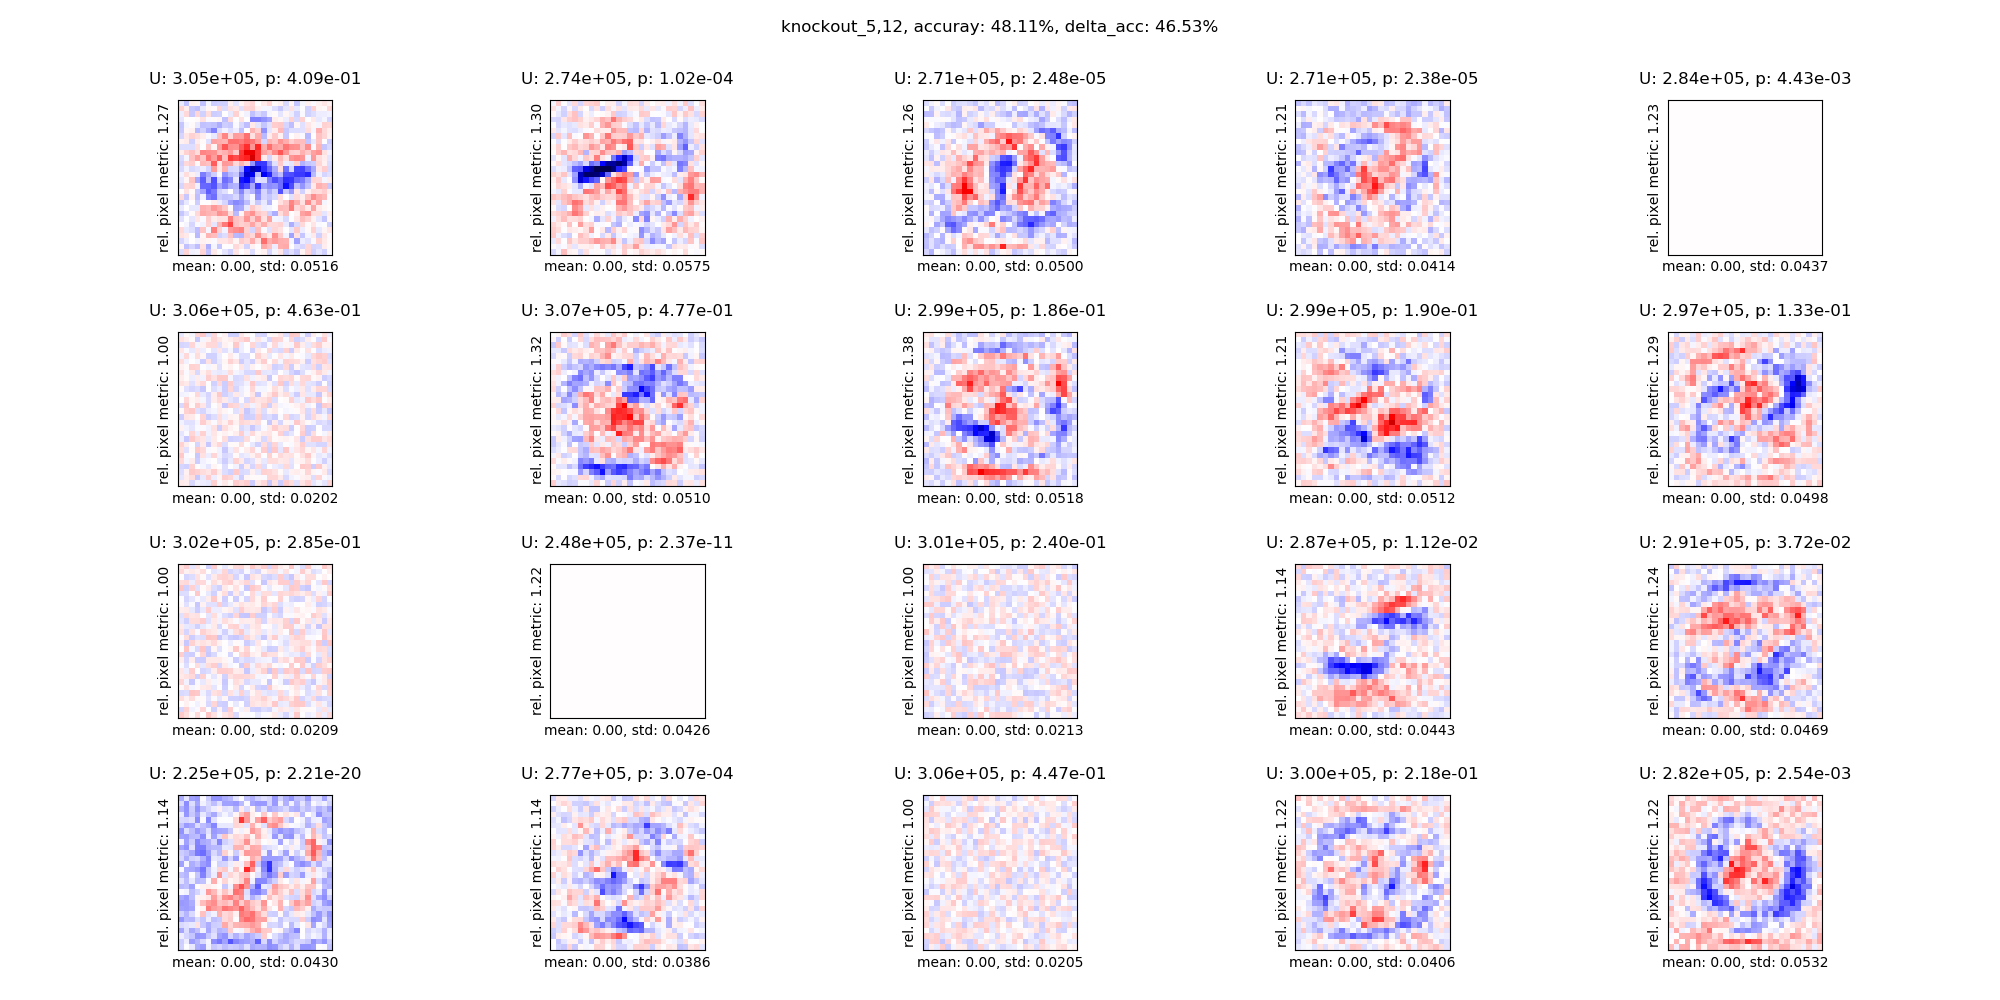 knockout_5,12, accuray: 48.11%, delta_acc: 46.53%
U: 3.05e+05, p: 4.09e-01
rel. pixel metric: 1.27
mean: 0.00, std: 0.0516
U: 2.74e+05, p: 1.02e-04
rel. pixel metric: 1.30
mean: 0.00, std: 0.0575
U: 2.71e+05, p: 2.48e-05
rel. pixel metric: 1.26
mean: 0.00, std: 0.0500
U: 2.71e+05, p: 2.38e-05
rel. pixel metric: 1.21
mean: 0.00, std: 0.0414
U: 2.84e+05, p: 4.43e-03
rel. pixel metric: 1.23
mean: 0.00, std: 0.0437
U: 3.06e+05, p: 4.63e-01
rel. pixel metric: 1.00
mean: 0.00, std: 0.0202
U: 3.07e+05, p: 4.77e-01
rel. pixel metric: 1.32
mean: 0.00, std: 0.0510
U: 2.99e+05, p: 1.86e-01
rel. pixel metric: 1.38
mean: 0.00, std: 0.0518
U: 2.99e+05, p: 1.90e-01
rel. pixel metric: 1.21
mean: 0.00, std: 0.0512
U: 2.97e+05, p: 1.33e-01
rel. pixel metric: 1.29
mean: 0.00, std: 0.0498
U: 3.02e+05, p: 2.85e-01
rel. pixel metric: 1.00
mean: 0.00, std: 0.0209
U: 2.48e+05, p: 2.37e-11
rel. pixel metric: 1.22
mean: 0.00, std: 0.0426
U: 3.01e+05, p: 2.40e-01
rel. pixel metric: 1.00
mean: 0.00, std: 0.0213
U: 2.87e+05, p: 1.12e-02
rel. pixel metric: 1.14
mean: 0.00, std: 0.0443
U: 2.91e+05, p: 3.72e-02
rel. pixel metric: 1.24
mean: 0.00, std: 0.0469
U: 2.25e+05, p: 2.21e-20
rel. pixel metric: 1.14
mean: 0.00, std: 0.0430
U: 2.77e+05, p: 3.07e-04
rel. pixel metric: 1.14
mean: 0.00, std: 0.0386
U: 3.06e+05, p: 4.47e-01
rel. pixel metric: 1.00
mean: 0.00, std: 0.0205
U: 3.00e+05, p: 2.18e-01
rel. pixel metric: 1.22
mean: 0.00, std: 0.0406
U: 2.82e+05, p: 2.54e-03
rel. pixel metric: 1.22
mean: 0.00, std: 0.0532